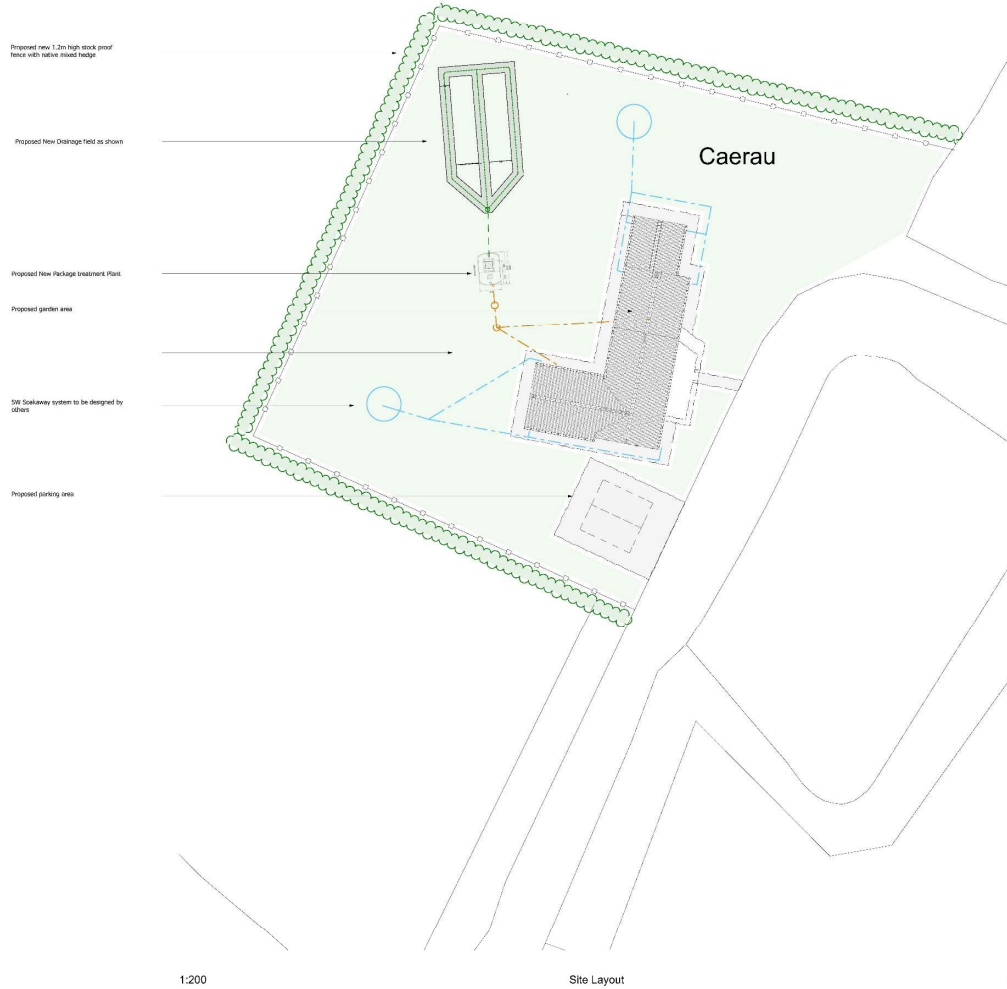 Proposed new 1.2m high stock proof
fence with native mixed hedge
Proposed New Drainage field as shown
Caerau
Proposed New Package treatment Plant
Proposed garden area
SW Soakaway system to be designed by
others
Proposed parking area
1:200
Site Layout